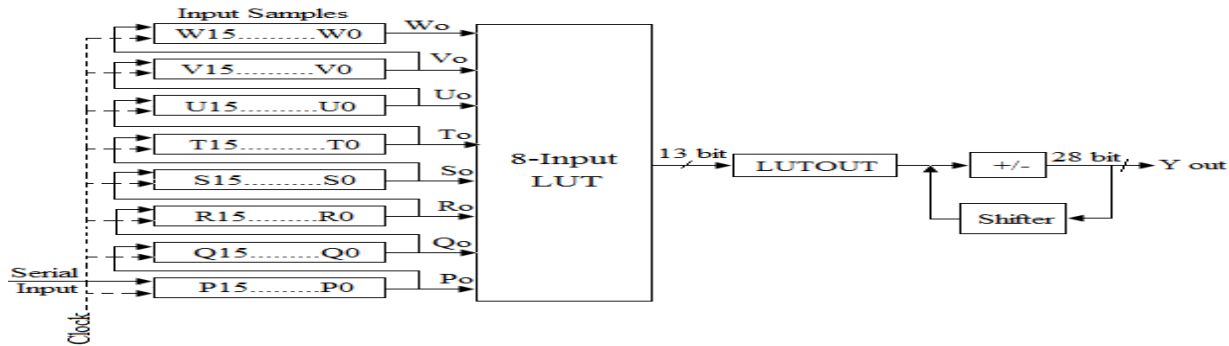 Input Samples
W15..........W0 Wo
V15..........V0 Vo
U15..........U0 Uo
T15..........T0 To
S15..........S0 So
R15..........R0 Ro
Q15..........Q0 Qo
P15..........P0 Po
Serial
Input
Clock
8-Input
LUT
13 bit
LUTOUT
+/-
28 bit
Y out
Shifter